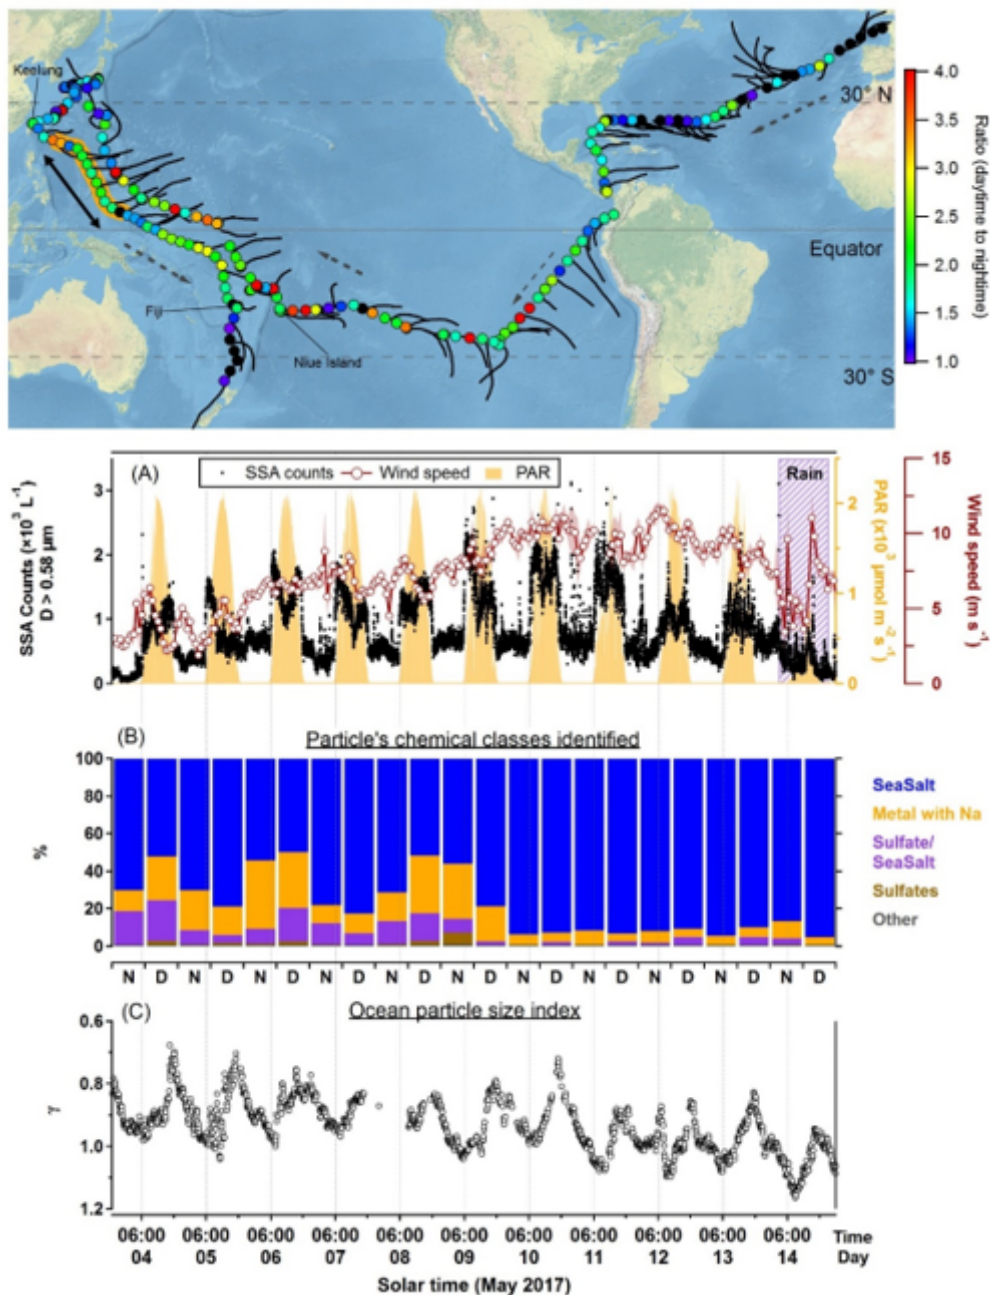 Keelung
30° N
Equator
Fiji
Niue Island
30° S
4.0
3.5
3.0
2.5
2.0
1.5
1.0
Ratio (daytime to nightime)
(A)
SSA counts
Wind speed
PAR
Rain
SSA Counts (×10³ L⁻¹)
D > 0.58 µm
3
2
1
0
2
1
0
PAR (x10³ µmol m⁻² s⁻¹)
15
10
5
0
Wind speed (m s⁻¹)
(B)
Particle's chemical classes identified
100
80
60
40
20
0
%
SeaSalt
Metal with Na
Sulfate/
SeaSalt
Sulfates
Other
N D N D N D N D N D N D N D N D N D N D N D
(C)
Ocean particle size index
0.6
0.8
1.0
1.2
γ
06:00 06:00 06:00 06:00 06:00 06:00 06:00 06:00 06:00 06:00 06:00 Time
04 05 06 07 08 09 10 11 12 13 14 Day
Solar time (May 2017)